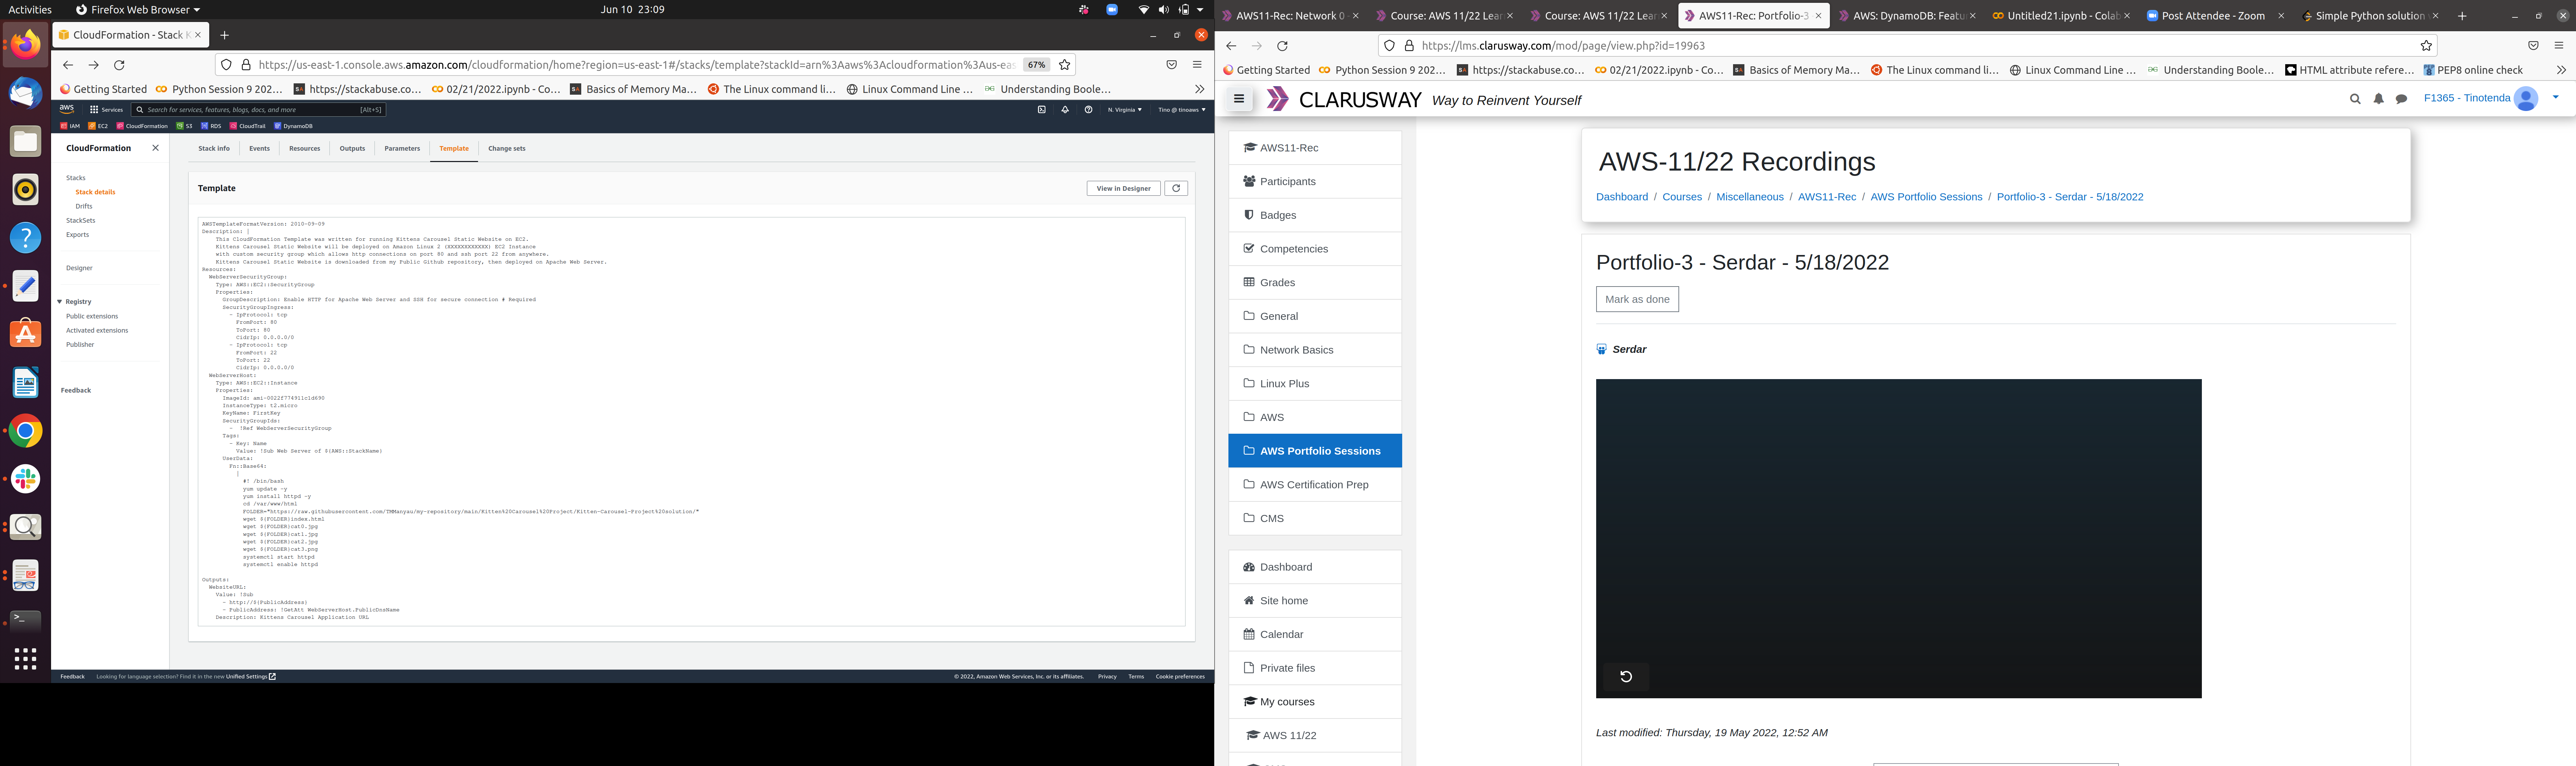 Activities Firefox Web Browser Jun 10 23:09
CloudFormation - Stack
https://us-east-1.console.aws.amazon.com/cloudformation/home?region=us-east-1#/stacks/template?stackId=arn%3Aaws%3Acloudformation%3Aus-eas 67%
Getting Started Python Session 9 202... https://stackabuse.co... 02/21/2022.ipynb - Co... Basics of Memory Ma... The Linux command li... Linux Command Line ... Understanding Boole...
aws Services Search for services, features, blogs, docs, and more [Alt+S] N. Virginia Tino @ tinoaws
IAM EC2 CloudFormation S3 RDS CloudTrail DynamoDB
CloudFormation
Stacks
Stack details
Drifts
StackSets
Exports
Designer
Registry
Public extensions
Activated extensions
Publisher
Feedback
Stack info Events Resources Outputs Parameters Template Change sets
Template View in Designer
AWSTemplateFormatVersion: 2010-09-09
Description: |
This CloudFormation Template was written for running Kittens Carousel Static Website on EC2.
Kittens Carousel Static Website will be deployed on Amazon Linux 2 (XXXXXXXXXXXX) EC2 Instance
with custom security group which allows http connections on port 80 and ssh port 22 from anywhere.
Kittens Carousel Static Website is downloaded from my Public Github repository, then deployed on Apache Web Server.
Resources:
WebServerSecurityGroup:
Type: AWS::EC2::SecurityGroup
Properties:
GroupDescription: Enable HTTP for Apache Web Server and SSH for secure connection # Required
SecurityGroupIngress:
- IpProtocol: tcp
FromPort: 80
ToPort: 80
CidrIp: 0.0.0.0/0
- IpProtocol: tcp
FromPort: 22
ToPort: 22
CidrIp: 0.0.0.0/0
WebServerHost:
Type: AWS::EC2::Instance
Properties:
ImageId: ami-0022f774911c1d690
InstanceType: t2.micro
KeyName: FirstKey
SecurityGroupIds:
- !Ref WebServerSecurityGroup
Tags:
- Key: Name
Value: !Sub Web Server of ${AWS::StackName}
UserData:
Fn::Base64:
|
#! /bin/bash
yum update -y
yum install httpd -y
cd /var/www/html
FOLDER="https://raw.githubusercontent.com/TMManyau/my-repository/main/Kitten%20Carousel%20Project/Kitten-Carousel-Project%20solution/"
wget ${FOLDER}index.html
wget ${FOLDER}cat0.jpg
wget ${FOLDER}cat1.jpg
wget ${FOLDER}cat2.jpg
wget ${FOLDER}cat3.png
systemctl start httpd
systemctl enable httpd
Outputs:
WebsiteURL:
Value: !Sub
- http://${PublicAddress}
- PublicAddress: !GetAtt WebServerHost.PublicDnsName
Description: Kittens Carousel Application URL
Feedback Looking for language selection? Find it in the new Unified Settings © 2022, Amazon Web Services, Inc. or its affiliates. Privacy Terms Cookie preferences
AWS11-Rec: Network 0 Course: AWS 11/22 Lear Course: AWS 11/22 Lear AWS11-Rec: Portfolio-3 AWS: DynamoDB: Featu Untitled21.ipynb - Colab Post Attendee - Zoom Simple Python solution
https://lms.clarusway.com/mod/page/view.php?id=19963
Getting Started Python Session 9 202... https://stackabuse.co... 02/21/2022.ipynb - Co... Basics of Memory Ma... The Linux command li... Linux Command Line ... Understanding Boole... HTML attribute refere... PEP8 online check
CLARUSWAY Way to Reinvent Yourself F1365 - Tinotenda
AWS11-Rec
Participants
Badges
Competencies
Grades
General
Network Basics
Linux Plus
AWS
AWS Portfolio Sessions
AWS Certification Prep
CMS
Dashboard
Site home
Calendar
Private files
My courses
AWS 11/22
AWS-11/22 Recordings
Dashboard / Courses / Miscellaneous / AWS11-Rec / AWS Portfolio Sessions / Portfolio-3 - Serdar - 5/18/2022
Portfolio-3 - Serdar - 5/18/2022
Mark as done
Serdar
Last modified: Thursday, 19 May 2022, 12:52 AM